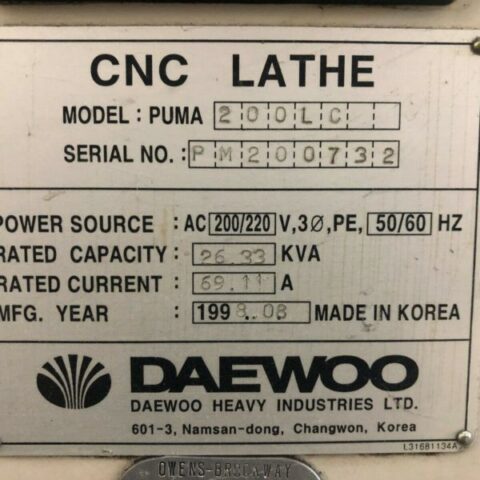 CNC LATHE
MODEL: PUMA 200LC
SERIAL NO.: PM200732
POWER SOURCE : AC 200/220 V,3Ø,PE, 50/60 HZ
RATED CAPACITY: 26.33 KVA
RATED CURRENT : 69.11 A
MFG. YEAR : 1998..08 MADE IN KOREA
DAEWOO
DAEWOO HEAVY INDUSTRIES LTD.
601-3, Namsan-dong, Changwon, Korea
L31681134A
OWENS-BROCKWAY